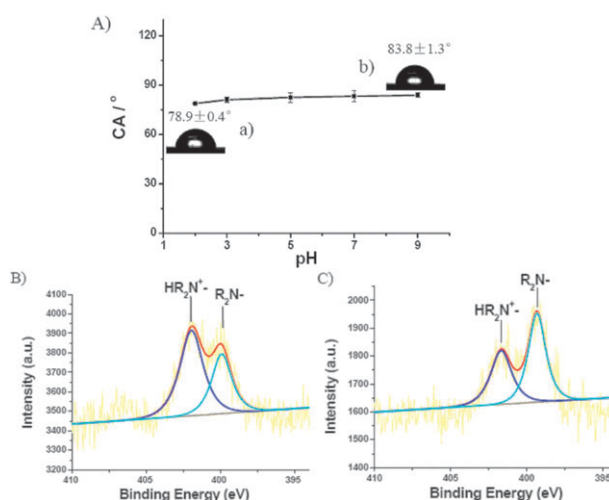 A)
CA / °
120
90
60
30
0
78.9±0.4°
a)
83.8±1.3°
b)
1
3
5
7
9
pH
B)
HR₂N⁺-
R₂N-
Intensity (a.u.)
4100
4000
3900
3800
3700
3600
3500
3400
3300
3200
410
405
400
395
Binding Energy (eV)
C)
HR₂N⁺-
R₂N-
Intensity (a.u.)
2000
1900
1800
1700
1600
1500
1400
410
405
400
395
Binding Energy (eV)